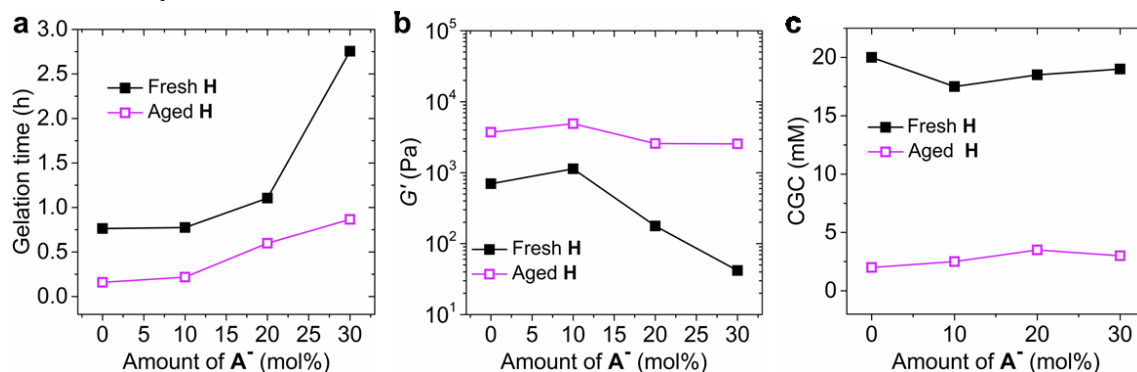 a
3.0
2.5
2.0
1.5
1.0
0.5
0.0
Gelation time (h)
Fresh H
Aged H
0 5 10 15 20 25 30
Amount of A⁻ (mol%)
b
10⁵
10⁴
10³
10²
10¹
G′ (Pa)
Fresh H
Aged H
0 5 10 15 20 25 30
Amount of A⁻ (mol%)
c
20
15
10
5
0
CGC (mM)
Fresh H
Aged H
0 10 20 30
Amount of A⁻ (mol%)